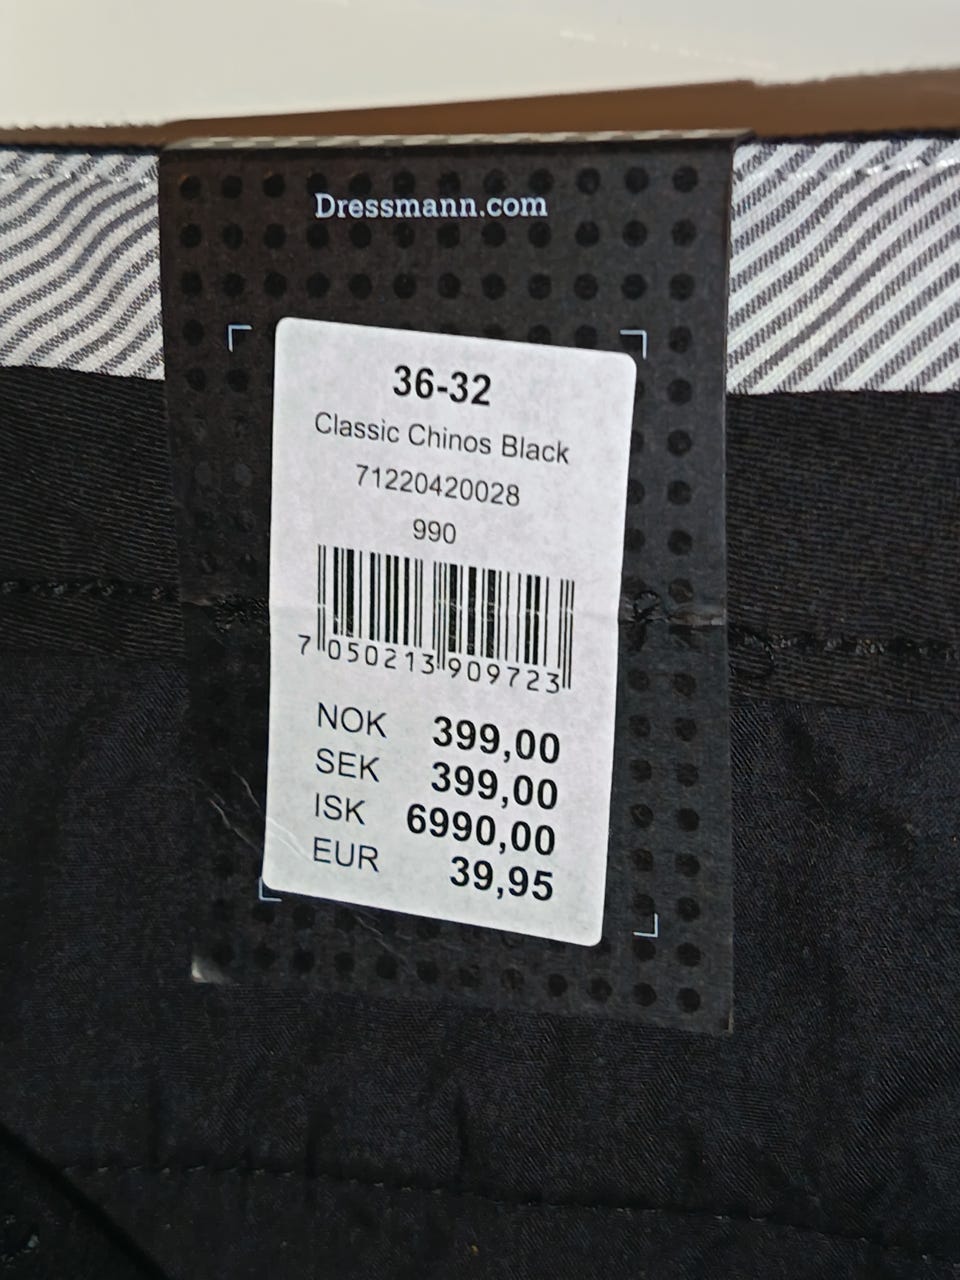 Dressmann.com
36-32
Classic Chinos Black
71220420028
990
7 050213 909723
NOK 399,00
SEK 399,00
ISK 6990,00
EUR 39,95